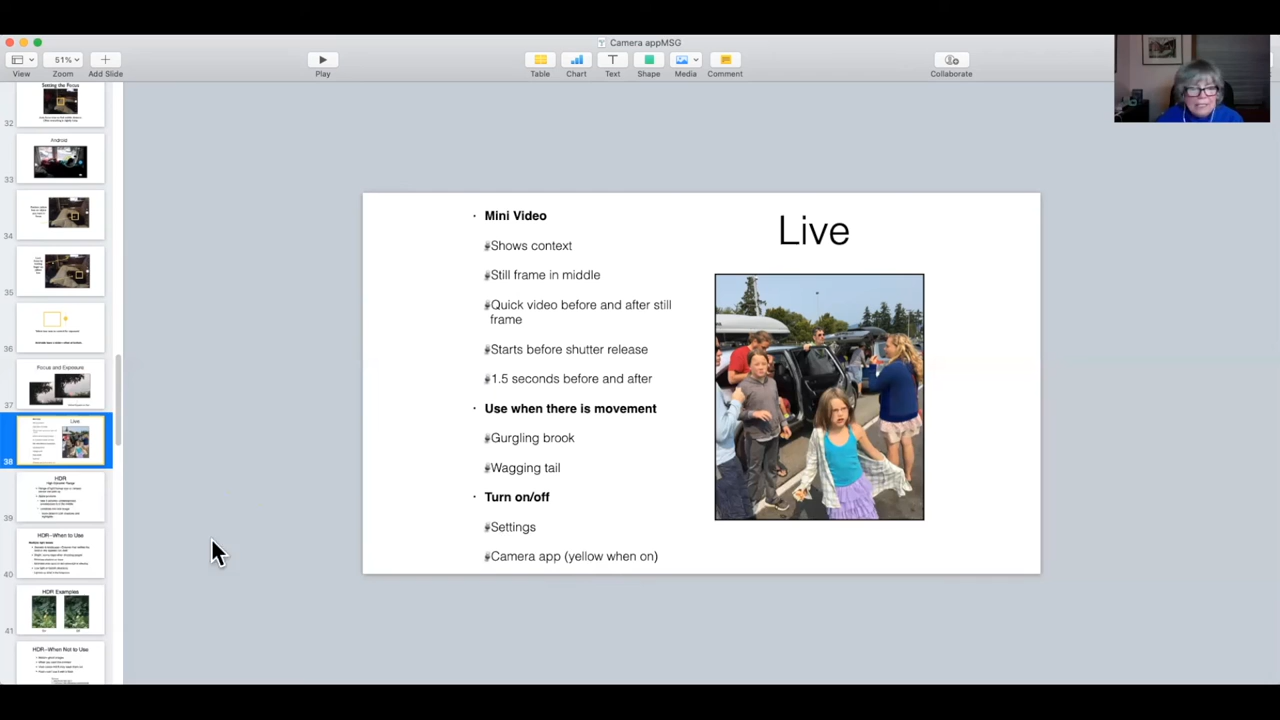 Camera appMSG
51%
View
Zoom
Add Slide
Play
Table
Chart
Text
Shape
Media
Comment
Collaborate
Setting the Focus
32
Android
33
34
35
36
Focus and Exposure
37
Live
38
HDR
39
HDR--When to Use
40
HDR Examples
41
HDR--When Not to Use
Live
· Mini Video
Shows context
Still frame in middle
Quick video before and after still
frame
Starts before shutter release
1.5 seconds before and after
· Use when there is movement
Gurgling brook
Wagging tail
· on/off
Settings
Camera app (yellow when on)